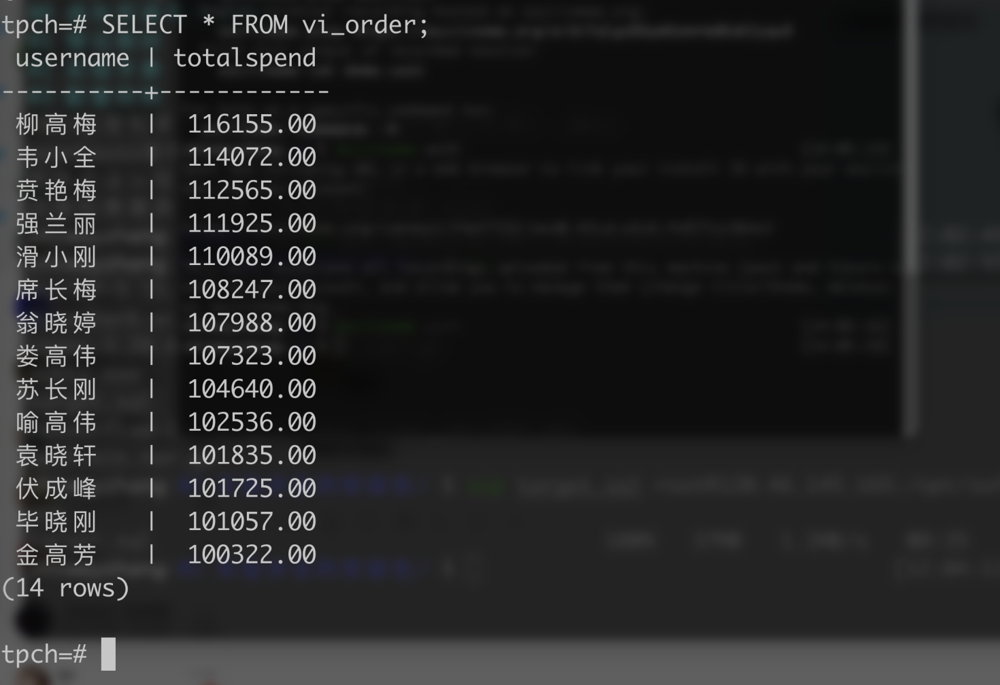 tpch=# SELECT * FROM vi_order;
 username | totalspend
----------+------------
 柳高梅   |  116155.00
 韦小全   |  114072.00
 贲艳梅   |  112565.00
 强兰丽   |  111925.00
 滑小刚   |  110089.00
 席长梅   |  108247.00
 翁晓婷   |  107988.00
 娄高伟   |  107323.00
 苏长刚   |  104640.00
 喻高伟   |  102536.00
 袁晓轩   |  101835.00
 伏成峰   |  101725.00
 毕晓刚   |  101057.00
 金高芳   |  100322.00
(14 rows)
tpch=#